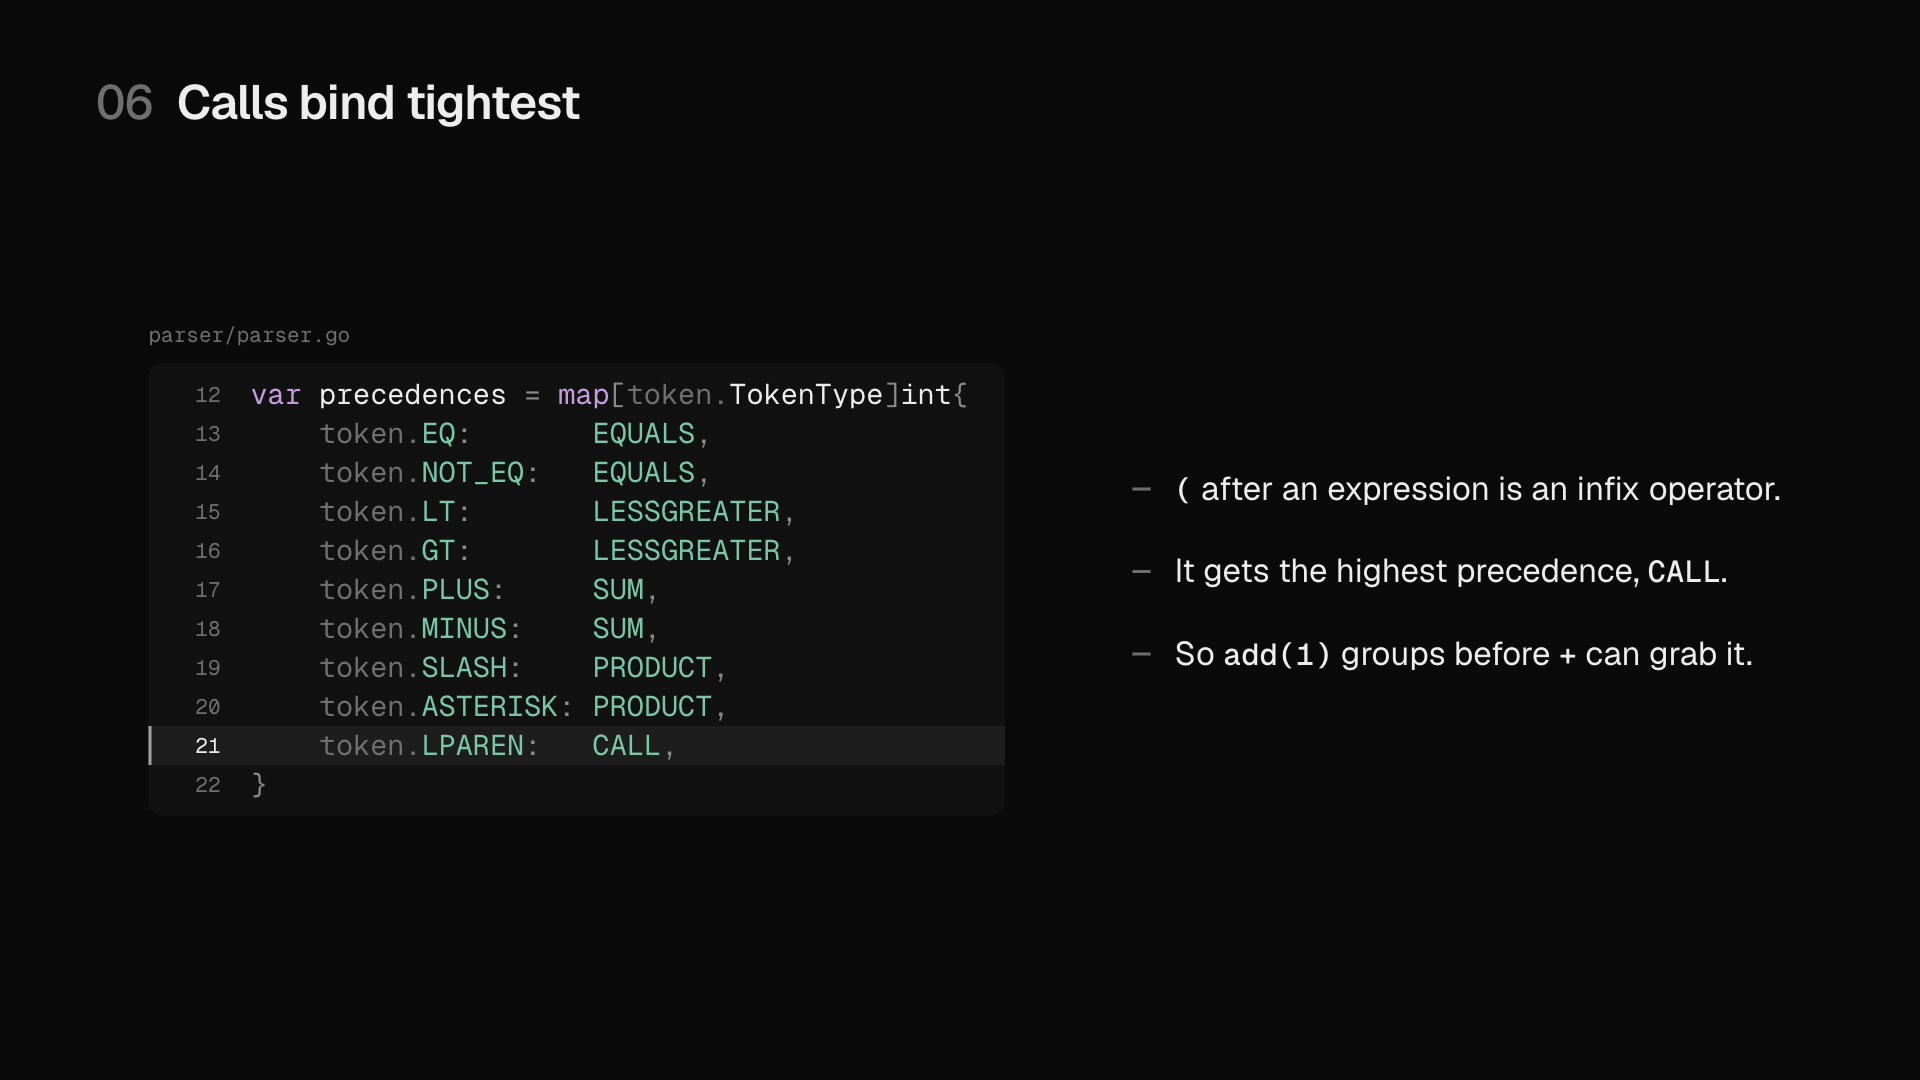 06 Calls bind tightest
parser/parser.go
12 var precedences = map[token.TokenType]int{
13     token.EQ:       EQUALS,
14     token.NOT_EQ:   EQUALS,
15     token.LT:       LESSGREATER,
16     token.GT:       LESSGREATER,
17     token.PLUS:     SUM,
18     token.MINUS:    SUM,
19     token.SLASH:    PRODUCT,
20     token.ASTERISK: PRODUCT,
21     token.LPAREN:   CALL,
22 }
– ( after an expression is an infix operator.
– It gets the highest precedence, CALL.
– So add(1) groups before + can grab it.